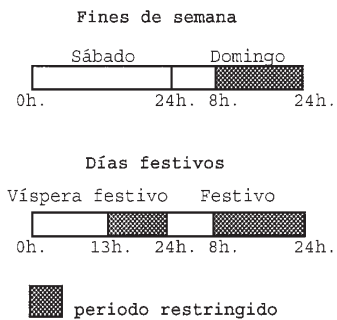 Fines de semana
Sábado Domingo
0h. 24h. 8h. 24h.
Días festivos
Víspera festivo Festivo
0h. 13h. 24h. 8h. 24h.
periodo restringido